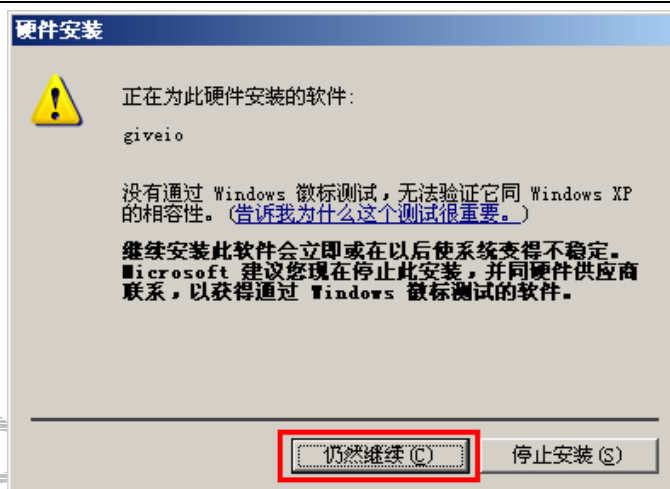 硬件安装
正在为此硬件安装的软件:
giveio
没有通过 Windows 徽标测试，无法验证它同 Windows XP
的相容性。(告诉我为什么这个测试很重要。)
继续安装此软件会立即或在以后使系统变得不稳定。
Microsoft 建议您现在停止此安装，并同硬件供应商
联系，以获得通过 Windows 徽标测试的软件。
仍然继续(C) 停止安装(S)